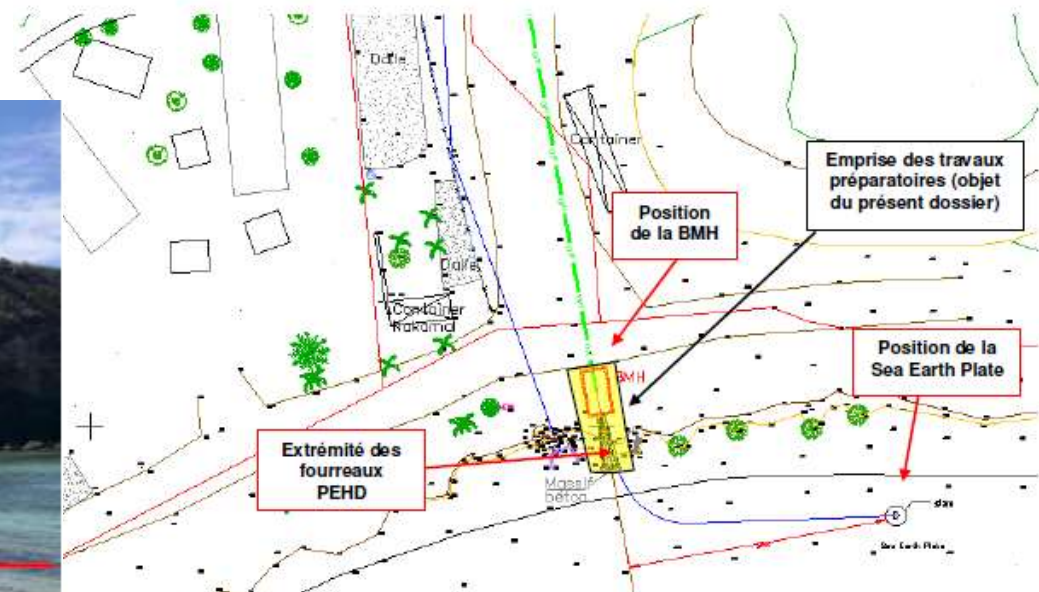 Dalle
Container
Emprise des travaux
préparatoires (objet
du présent dossier)
Position
de la BMH
Dalle
Container
Nakamal
BMH
Position de la
Sea Earth Plate
Extrémité des
fourreaux
PEHD
Massif
béton
Sea Earth Plate